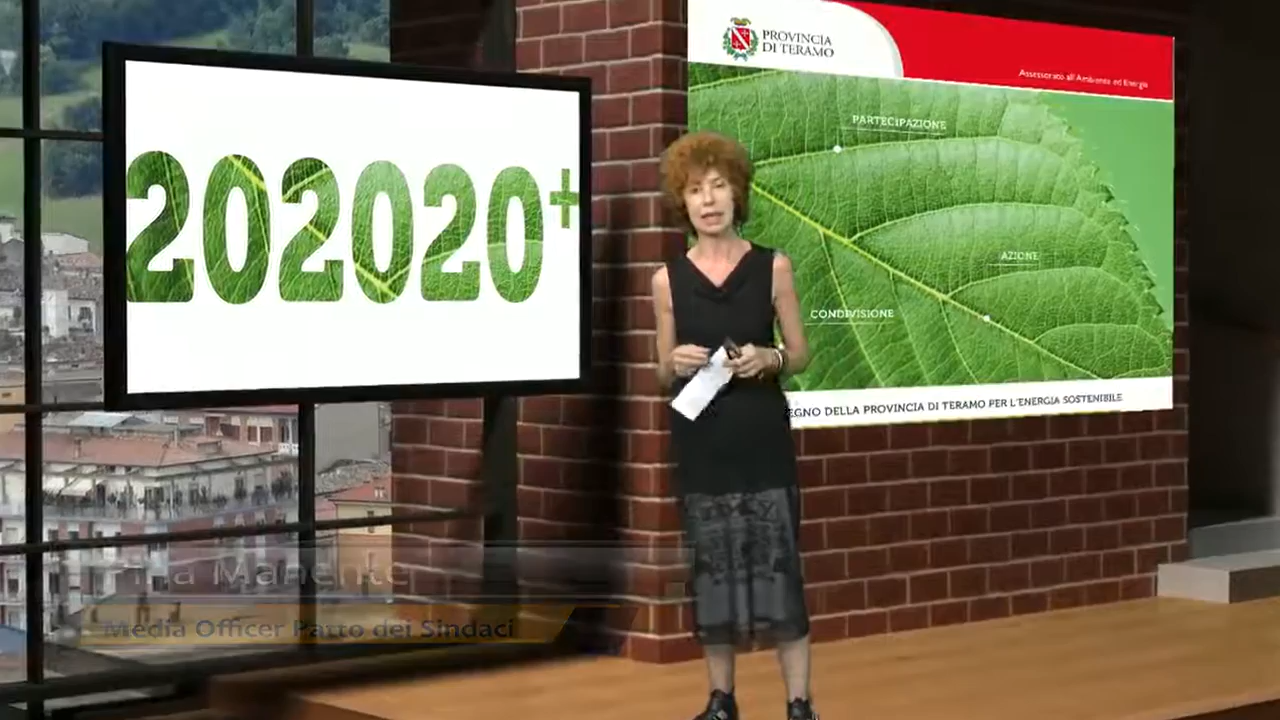 202020+
PROVINCIA
DI TERAMO
Assessorato all'Ambiente ed Energia
PARTECIPAZIONE
AZIONE
CONDIVISIONE
DELLA PROVINCIA DI TERAMO PER L'ENERGIA SOSTENIBILE
Manente
Media Officer Patto dei Sindaci